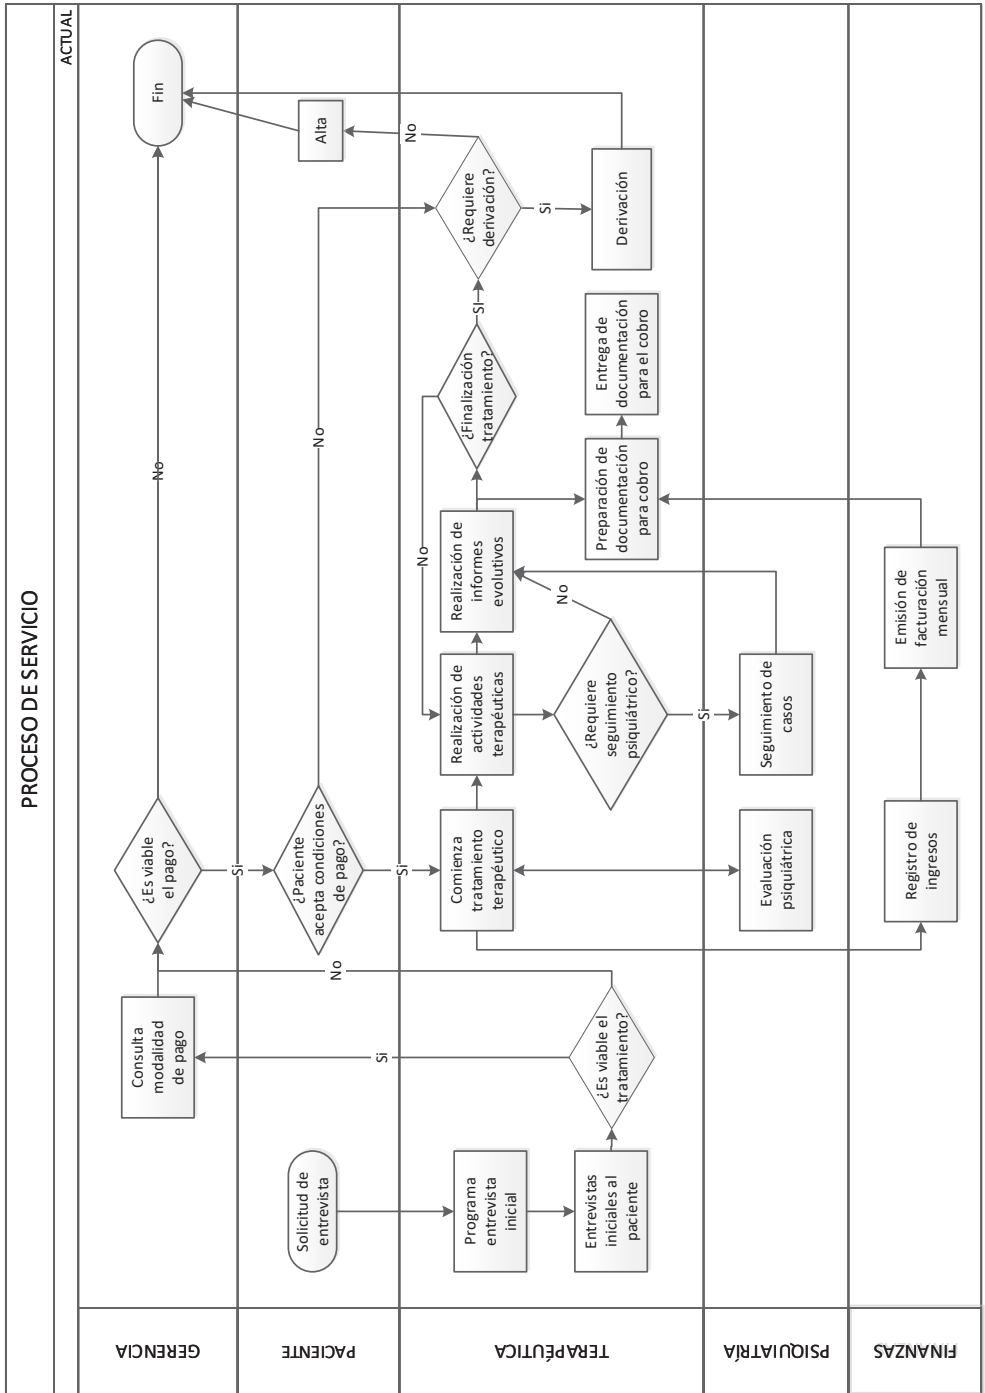 PROCESO DE SERVICIO
ACTUAL
GERENCIA
Consulta
modalidad
de pago
¿Es viable
el pago?
No
Fin
Si
PACIENTE
Solicitud de
entrevista
Si
No
¿Paciente
acepta condiciones
de pago?
No
Alta
Si
No
TERAPÉUTICA
Programa
entrevista
inicial
Entrevistas
iniciales al
paciente
¿Es viable el
tratamiento?
Comienza
tratamiento
terapéutico
Realización de
actividades
terapéuticas
Realización de
informes
evolutivos
No
¿Finalización
tratamiento?
SI
¿Requiere
derivación?
Si
Derivación
¿Requiere
seguimiento
psiquiátrico?
No
Preparación de
documentación
para cobro
Entrega de
documentación
para el cobro
Si
PSIQUIATRÍA
Evaluación
psiquiátrica
Seguimiento de
casos
FINANZAS
Registro de
ingresos
Emisión de
facturación
mensual